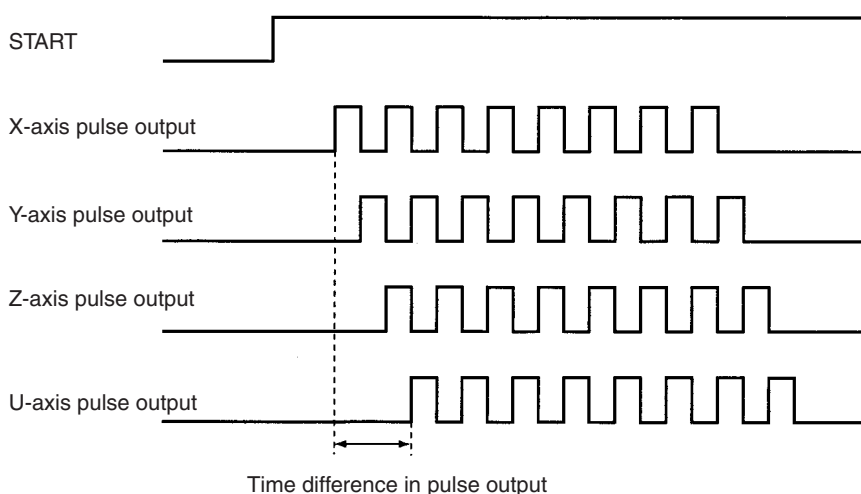 START
X-axis pulse output
Y-axis pulse output
Z-axis pulse output
U-axis pulse output
Time difference in pulse output